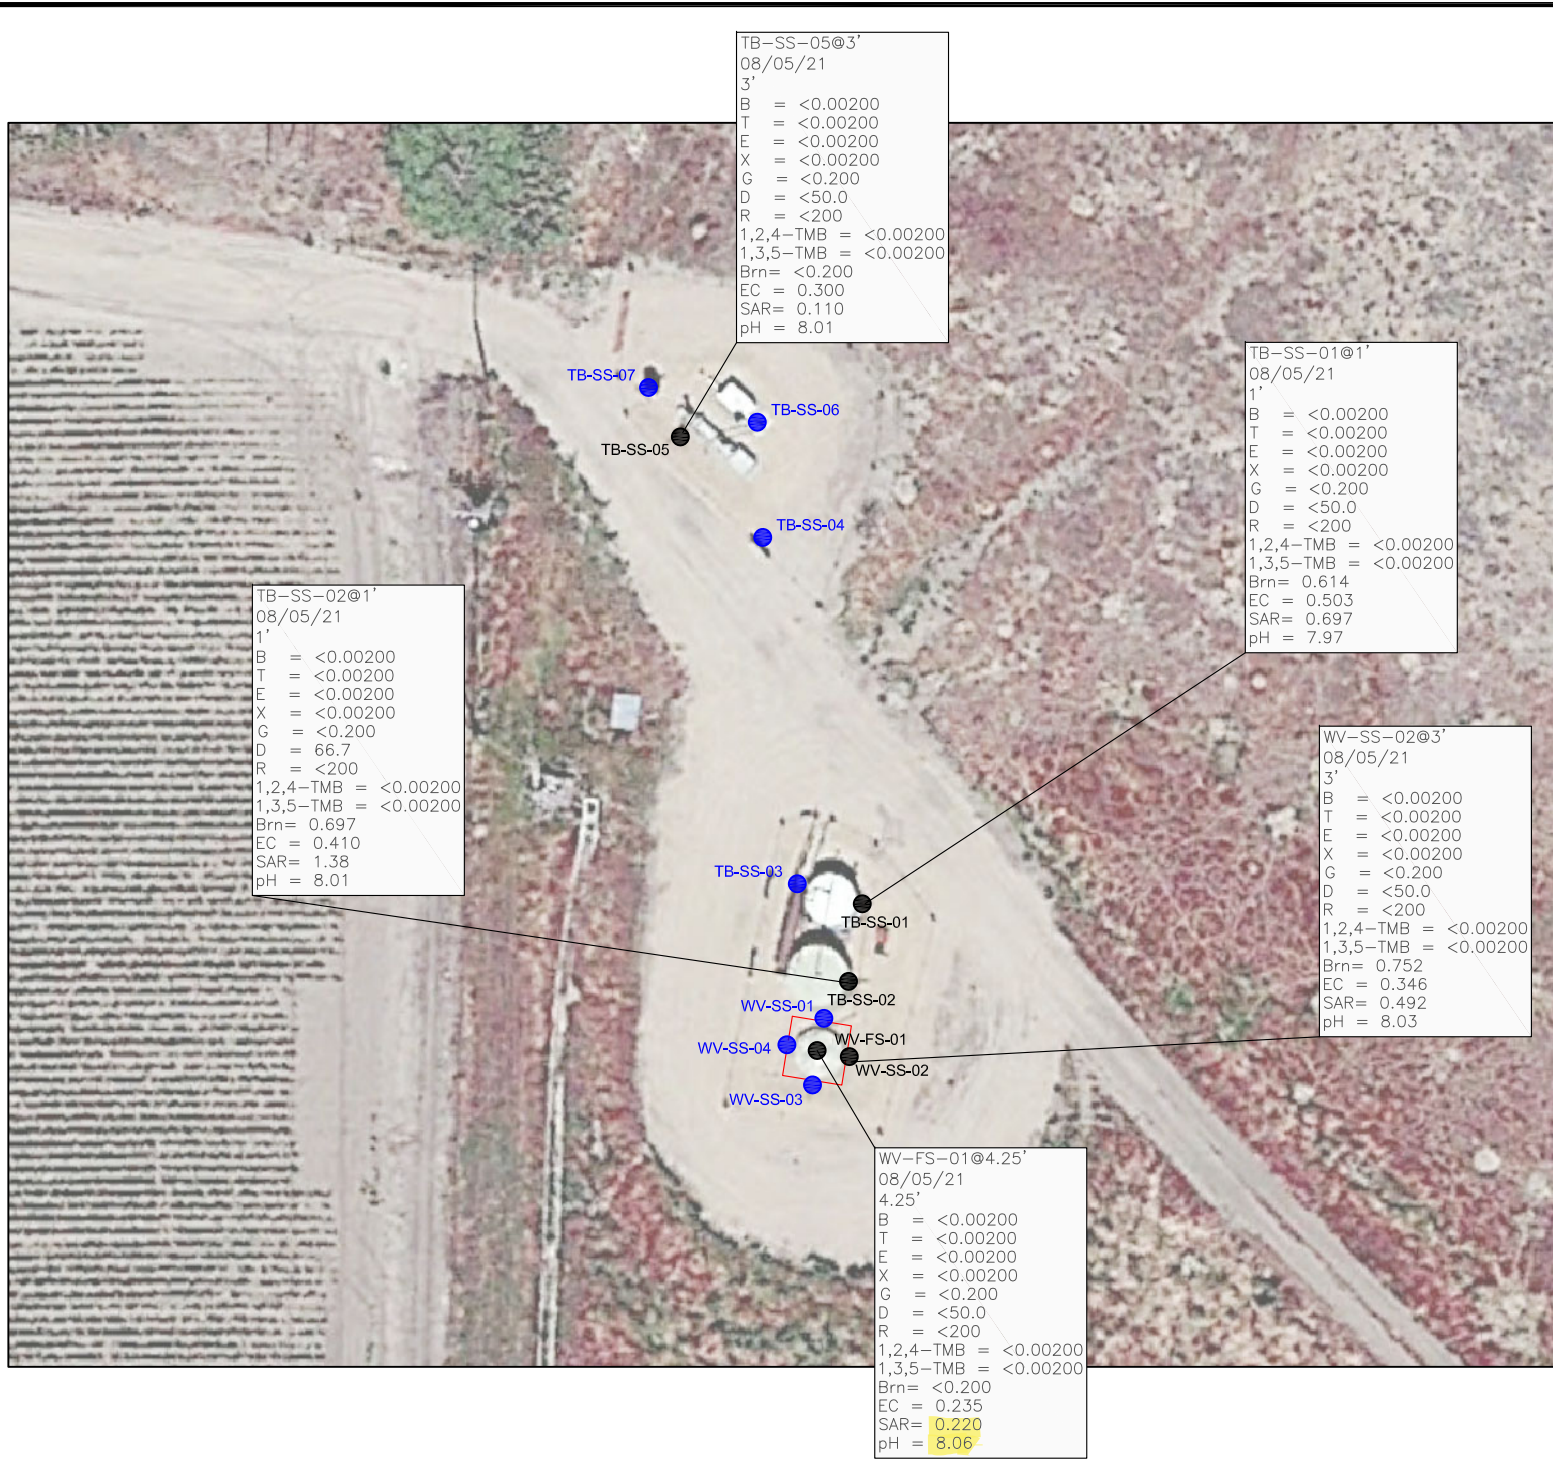 TB-SS-05@3'
08/05/21
3'
B = <0.00200
T = <0.00200
E = <0.00200
X = <0.00200
G = <0.200
D = <50.0
R = <200
1,2,4-TMB = <0.00200
1,3,5-TMB = <0.00200
Brn= <0.200
EC = 0.300
SAR= 0.110
pH = 8.01
TB-SS-01@1'
08/05/21
1'
B = <0.00200
T = <0.00200
E = <0.00200
X = <0.00200
G = <0.200
D = <50.0
R = <200
1,2,4-TMB = <0.00200
1,3,5-TMB = <0.00200
Brn= 0.614
EC = 0.503
SAR= 0.697
pH = 7.97
TB-SS-07
TB-SS-06
TB-SS-05
TB-SS-04
TB-SS-02@1'
08/05/21
1'
B = <0.00200
T = <0.00200
E = <0.00200
X = <0.00200
G = <0.200
D = 66.7
R = <200
1,2,4-TMB = <0.00200
1,3,5-TMB = <0.00200
Brn= 0.697
EC = 0.410
SAR= 1.38
pH = 8.01
WV-SS-02@3'
08/05/21
3'
B = <0.00200
T = <0.00200
E = <0.00200
X = <0.00200
G = <0.200
D = <50.0
R = <200
1,2,4-TMB = <0.00200
1,3,5-TMB = <0.00200
Brn= 0.752
EC = 0.346
SAR= 0.492
pH = 8.03
TB-SS-03
TB-SS-01
TB-SS-02
WV-SS-01
WV-FS-01
WV-SS-04
WV-SS-02
WV-SS-03
WV-FS-01@4.25'
08/05/21
4.25'
B = <0.00200
T = <0.00200
E = <0.00200
X = <0.00200
G = <0.200
D = <50.0
R = <200
1,2,4-TMB = <0.00200
1,3,5-TMB = <0.00200
Brn= <0.200
EC = 0.235
SAR= 0.220
pH = 8.06